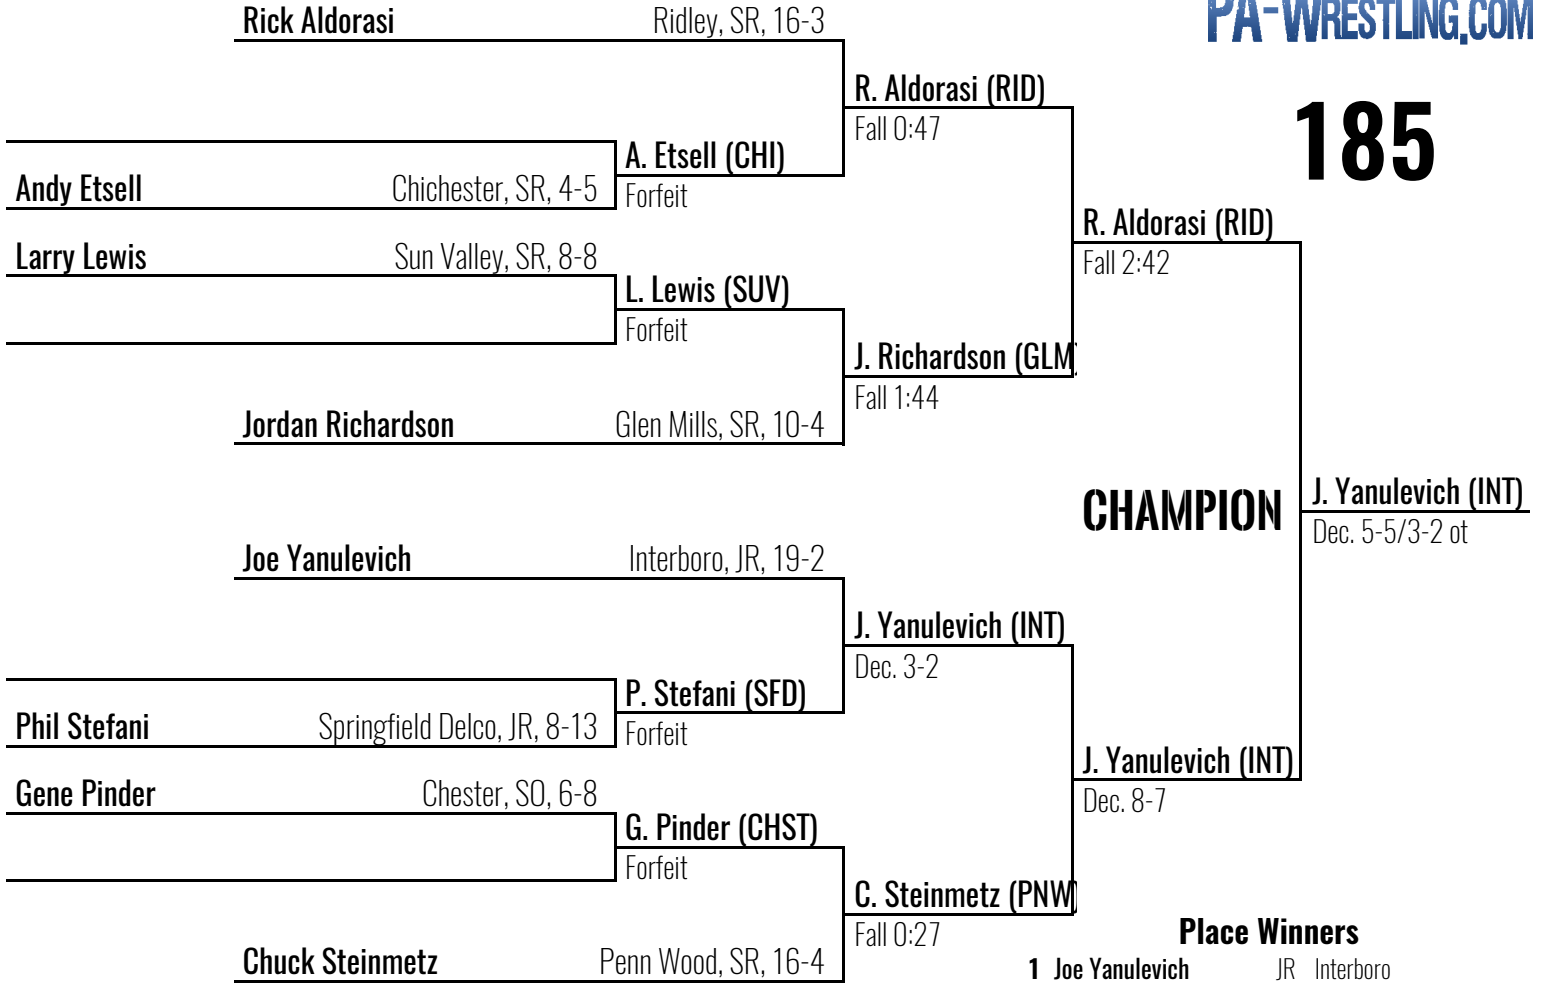 PA-WRESTLING.COM
185
Rick Aldorasi Ridley, SR, 16-3
R. Aldorasi (RID)
Fall 0:47
A. Etsell (CHI)
Forfeit
Andy Etsell Chichester, SR, 4-5
R. Aldorasi (RID)
Fall 2:42
Larry Lewis Sun Valley, SR, 8-8
L. Lewis (SUV)
Forfeit
J. Richardson (GLM)
Fall 1:44
Jordan Richardson Glen Mills, SR, 10-4
CHAMPION
J. Yanulevich (INT)
Dec. 5-5/3-2 ot
Joe Yanulevich Interboro, JR, 19-2
J. Yanulevich (INT)
Dec. 3-2
P. Stefani (SFD)
Forfeit
Phil Stefani Springfield Delco, JR, 8-13
J. Yanulevich (INT)
Dec. 8-7
Gene Pinder Chester, SO, 6-8
G. Pinder (CHST)
Forfeit
C. Steinmetz (PNW)
Fall 0:27
Chuck Steinmetz Penn Wood, SR, 16-4
Place Winners
1 Joe Yanulevich JR Interboro